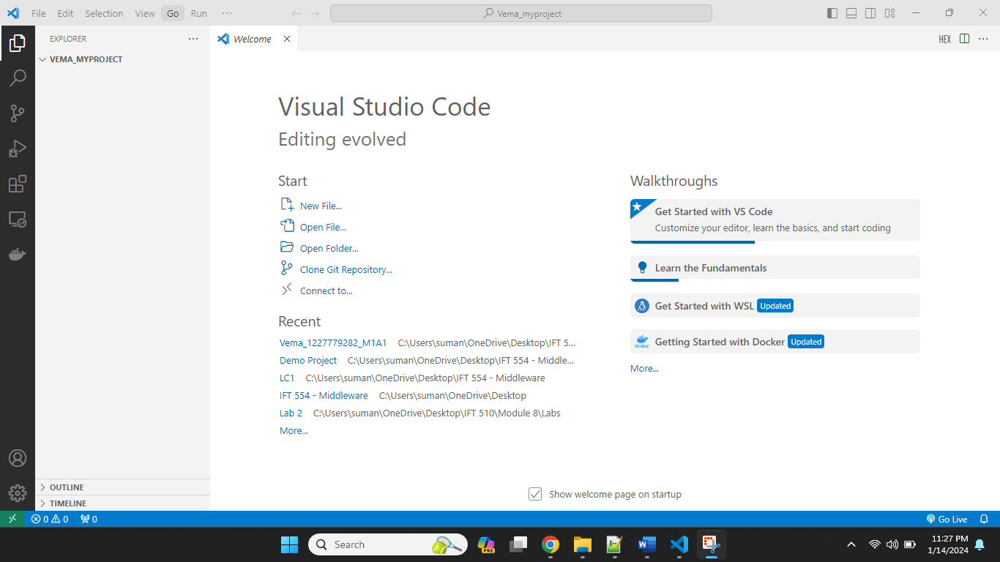 File Edit Selection View Go Run ··· Vema_myproject
EXPLORER ···
Welcome
HEX ···
VEMA_MYPROJECT
Visual Studio Code
Editing evolved
Start
New File...
Open File...
Open Folder...
Clone Git Repository...
Connect to...
Recent
Vema_1227779282_M1A1 C:\Users\suman\OneDrive\Desktop\IFT 5...
Demo Project C:\Users\suman\OneDrive\Desktop\IFT 554 - Middle...
LC1 C:\Users\suman\OneDrive\Desktop\IFT 554 - Middleware
IFT 554 - Middleware C:\Users\suman\OneDrive\Desktop
Lab 2 C:\Users\suman\OneDrive\Desktop\IFT 510\Module 8\Labs
More...
Walkthroughs
Get Started with VS Code
Customize your editor, learn the basics, and start coding
Learn the Fundamentals
Get Started with WSL Updated
docker
Getting Started with Docker Updated
More...
Show welcome page on startup
OUTLINE
TIMELINE
0 0 0
Go Live
Search
PRE
11:27 PM
1/14/2024